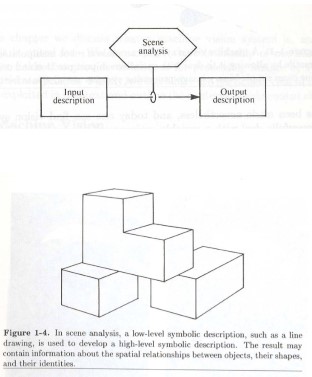 Scene
analysis
Input
description
Output
description
Figure 1-4. In scene analysis, a low-level symbolic description, such as a line
drawing, is used to develop a high-level symbolic description. The result may
contain information about the spatial relationships between objects, their shapes,
and their identities.